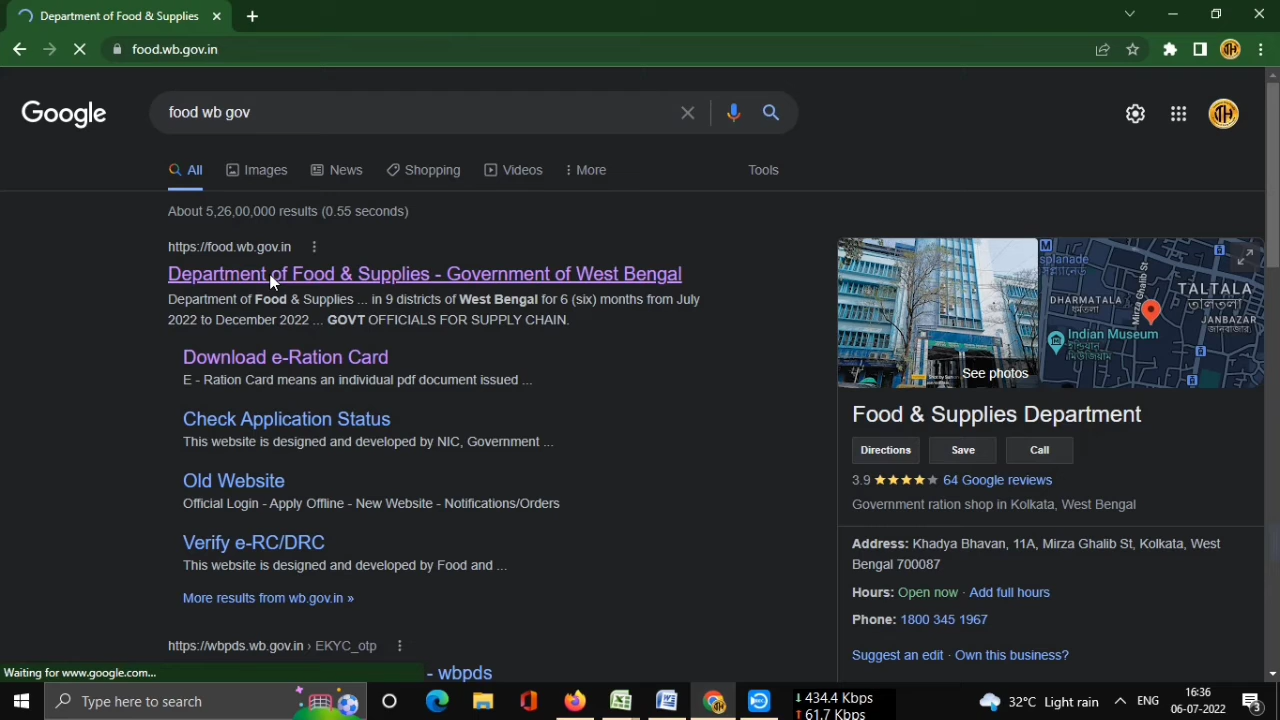 Department of Food & Supplies
food.wb.gov.in
Google
food wb gov
All
Images
News
Shopping
Videos
More
Tools
About 5,26,00,000 results (0.55 seconds)
https://food.wb.gov.in
Department of Food & Supplies - Government of West Bengal
Department of Food & Supplies ... in 9 districts of West Bengal for 6 (six) months from July
2022 to December 2022 ... GOVT OFFICIALS FOR SUPPLY CHAIN.
Download e-Ration Card
E - Ration Card means an individual pdf document issued ...
Check Application Status
This website is designed and developed by NIC, Government ...
Old Website
Official Login - Apply Offline - New Website - Notifications/Orders
Verify e-RC/DRC
This website is designed and developed by Food and ...
More results from wb.gov.in »
https://wbpds.wb.gov.in › EKYC_otp
- wbpds
See photos
M
splanade
TALTALA
তালতলা
DHARMATALA
ধর্মতলা
Mirza Ghalib St
JANBAZAR
জানবাজার
Indian Museum
Food & Supplies Department
Directions
Save
Call
3.9 ★★★★★ 64 Google reviews
Government ration shop in Kolkata, West Bengal
Address: Khadya Bhavan, 11A, Mirza Ghalib St, Kolkata, West
Bengal 700087
Hours: Open now · Add full hours
Phone: 1800 345 1967
Suggest an edit · Own this business?
Waiting for www.google.com...
Type here to search
↓ 434.4 Kbps
↑ 61.7 Kbps
32°C Light rain
ENG
16:36
06-07-2022
3